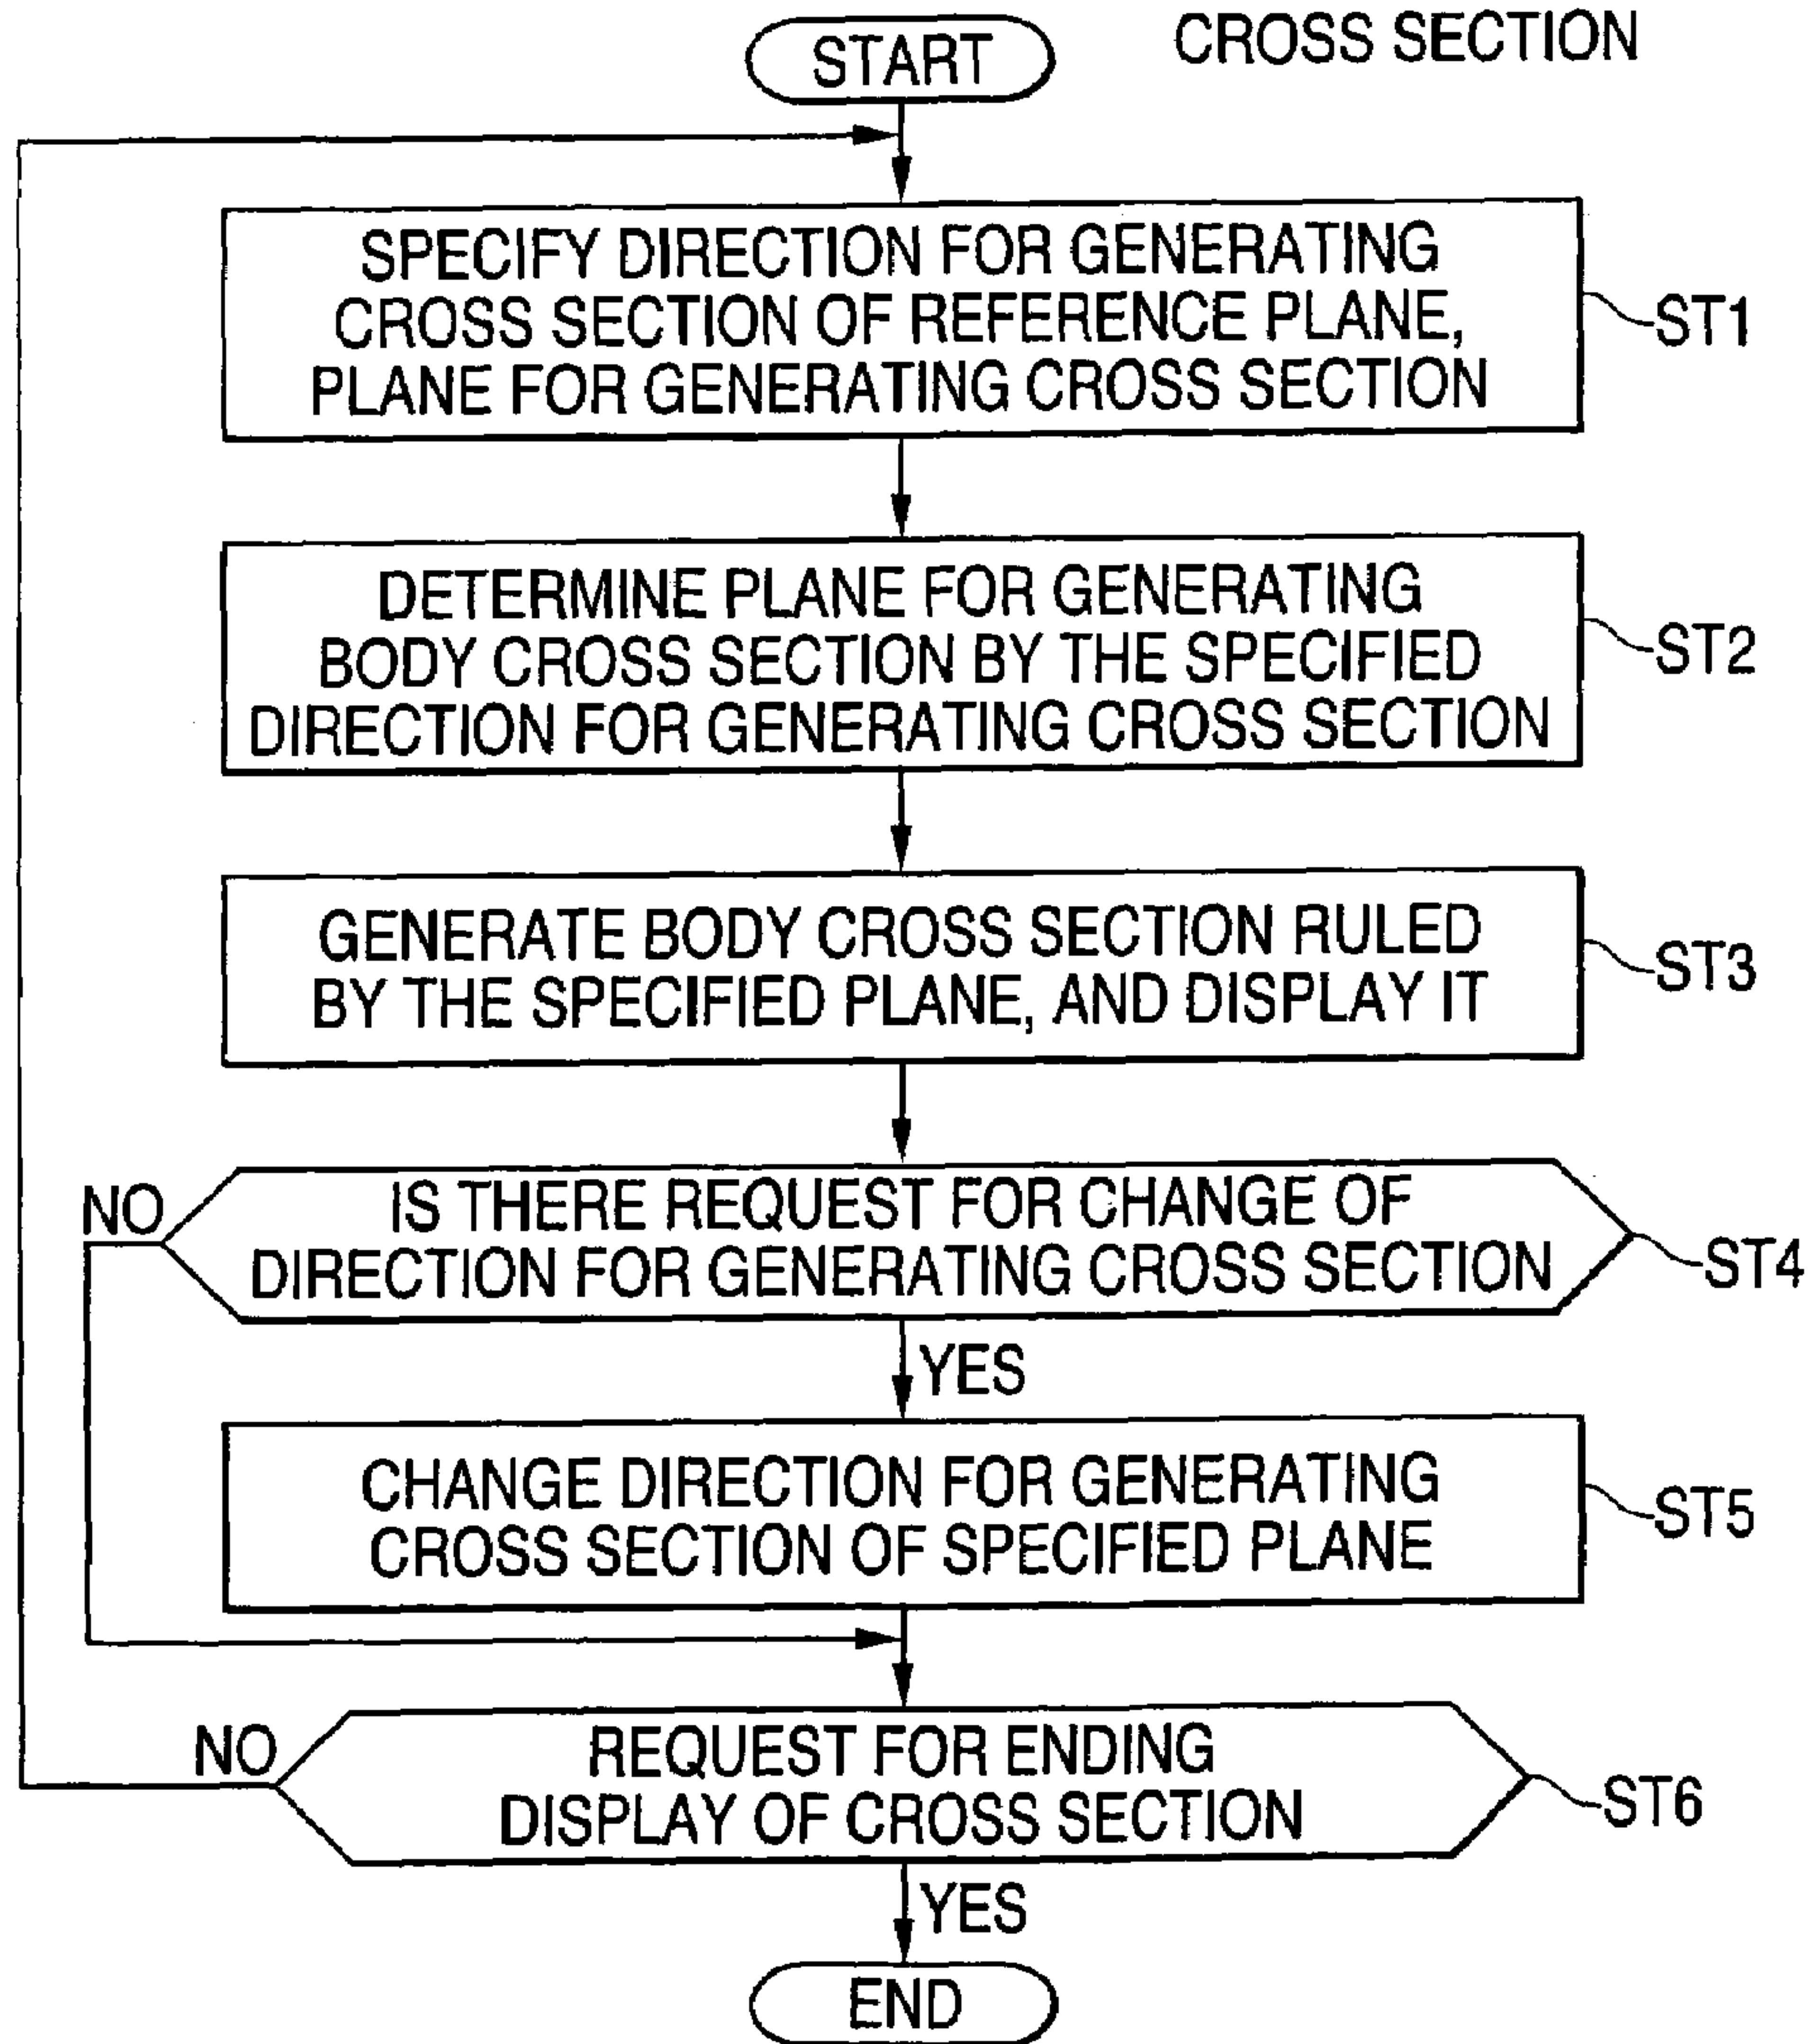 START
CROSS SECTION
SPECIFY DIRECTION FOR GENERATING
CROSS SECTION OF REFERENCE PLANE,
PLANE FOR GENERATING CROSS SECTION
ST1
DETERMINE PLANE FOR GENERATING
BODY CROSS SECTION BY THE SPECIFIED
DIRECTION FOR GENERATING CROSS SECTION
ST2
GENERATE BODY CROSS SECTION RULED
BY THE SPECIFIED PLANE, AND DISPLAY IT
ST3
NO
IS THERE REQUEST FOR CHANGE OF
DIRECTION FOR GENERATING CROSS SECTION
ST4
YES
CHANGE DIRECTION FOR GENERATING
CROSS SECTION OF SPECIFIED PLANE
ST5
NO
REQUEST FOR ENDING
DISPLAY OF CROSS SECTION
ST6
YES
END